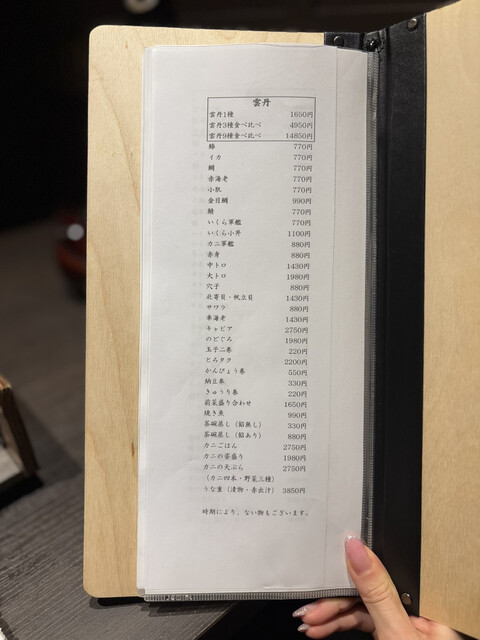 雲丹
雲丹1種 1650円
雲丹3種食べ比べ 4950円
雲丹9種食べ比べ 14850円
鯵 770円
イカ 770円
鯛 770円
赤海老 770円
小肌 770円
金目鯛 990円
鯖 770円
いくら軍艦 770円
いくら小丼 1100円
カニ軍艦 880円
赤身 880円
中トロ 1430円
大トロ 1980円
穴子 880円
北寄貝・帆立貝 1430円
サワラ 880円
車海老 1430円
キャビア 2750円
のどぐろ 1980円
玉子二巻 220円
とろタク 2200円
かんぴょう巻 550円
納豆巻 330円
きゅうり巻 220円
前菜盛り合わせ 1650円
焼き魚 990円
茶碗蒸し（餡無し） 330円
茶碗蒸し（餡あり） 880円
カニごはん 2750円
カニの釜盛り 1980円
カニの天ぷら 2750円
（カニ四本・野菜三種）
うな重（漬物・赤出汁） 3850円
時期により、ない物もございます。